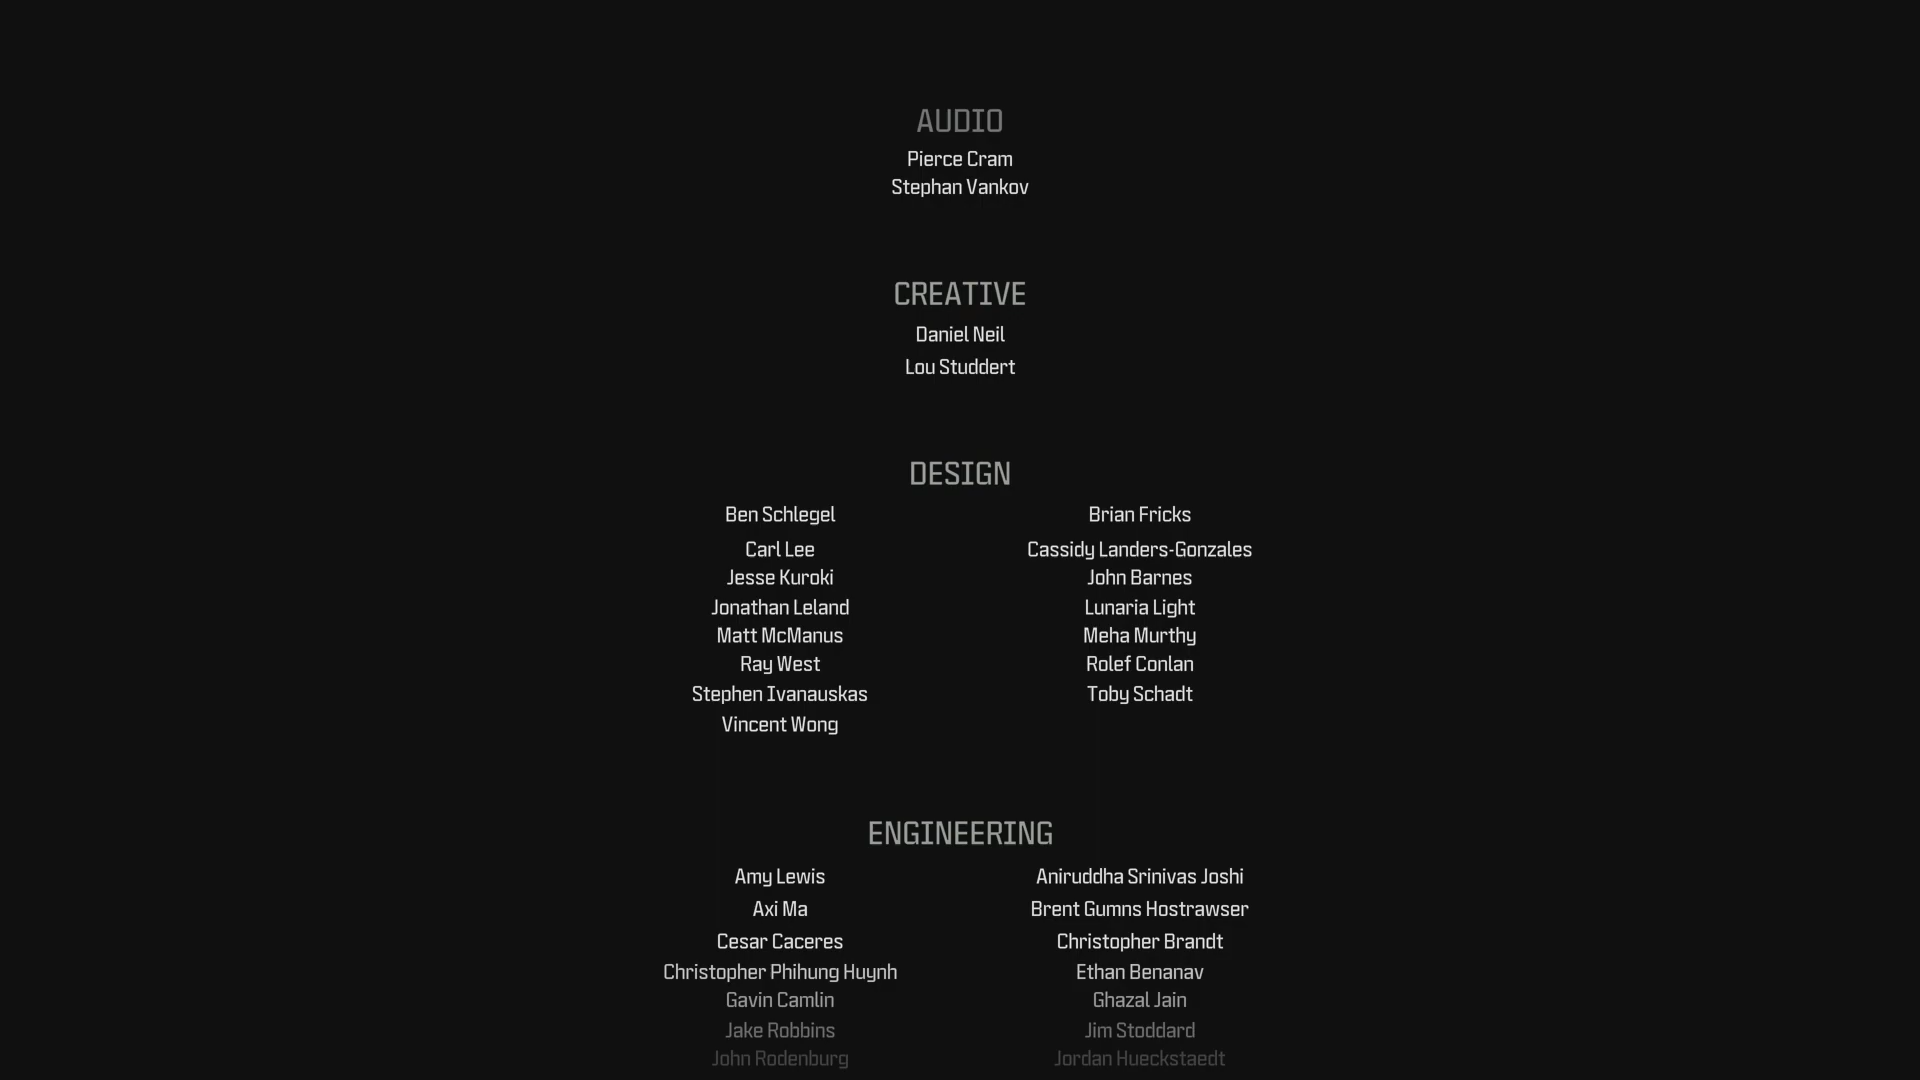 AUDIO
Pierce Cram
Stephan Vankov
CREATIVE
Daniel Neil
Lou Studdert
DESIGN
Ben Schlegel Brian Fricks
Carl Lee Cassidy Landers-Gonzales
Jesse Kuroki John Barnes
Jonathan Leland Lunaria Light
Matt McManus Meha Murthy
Ray West Rolef Conlan
Stephen Ivanauskas Toby Schadt
Vincent Wong
ENGINEERING
Amy Lewis Aniruddha Srinivas Joshi
Axi Ma Brent Gumns Hostrawser
Cesar Caceres Christopher Brandt
Christopher Phihung Huynh Ethan Benanav
Gavin Camlin Ghazal Jain
Jake Robbins Jim Stoddard
John Rodenburg Jordan Hueckstaedt